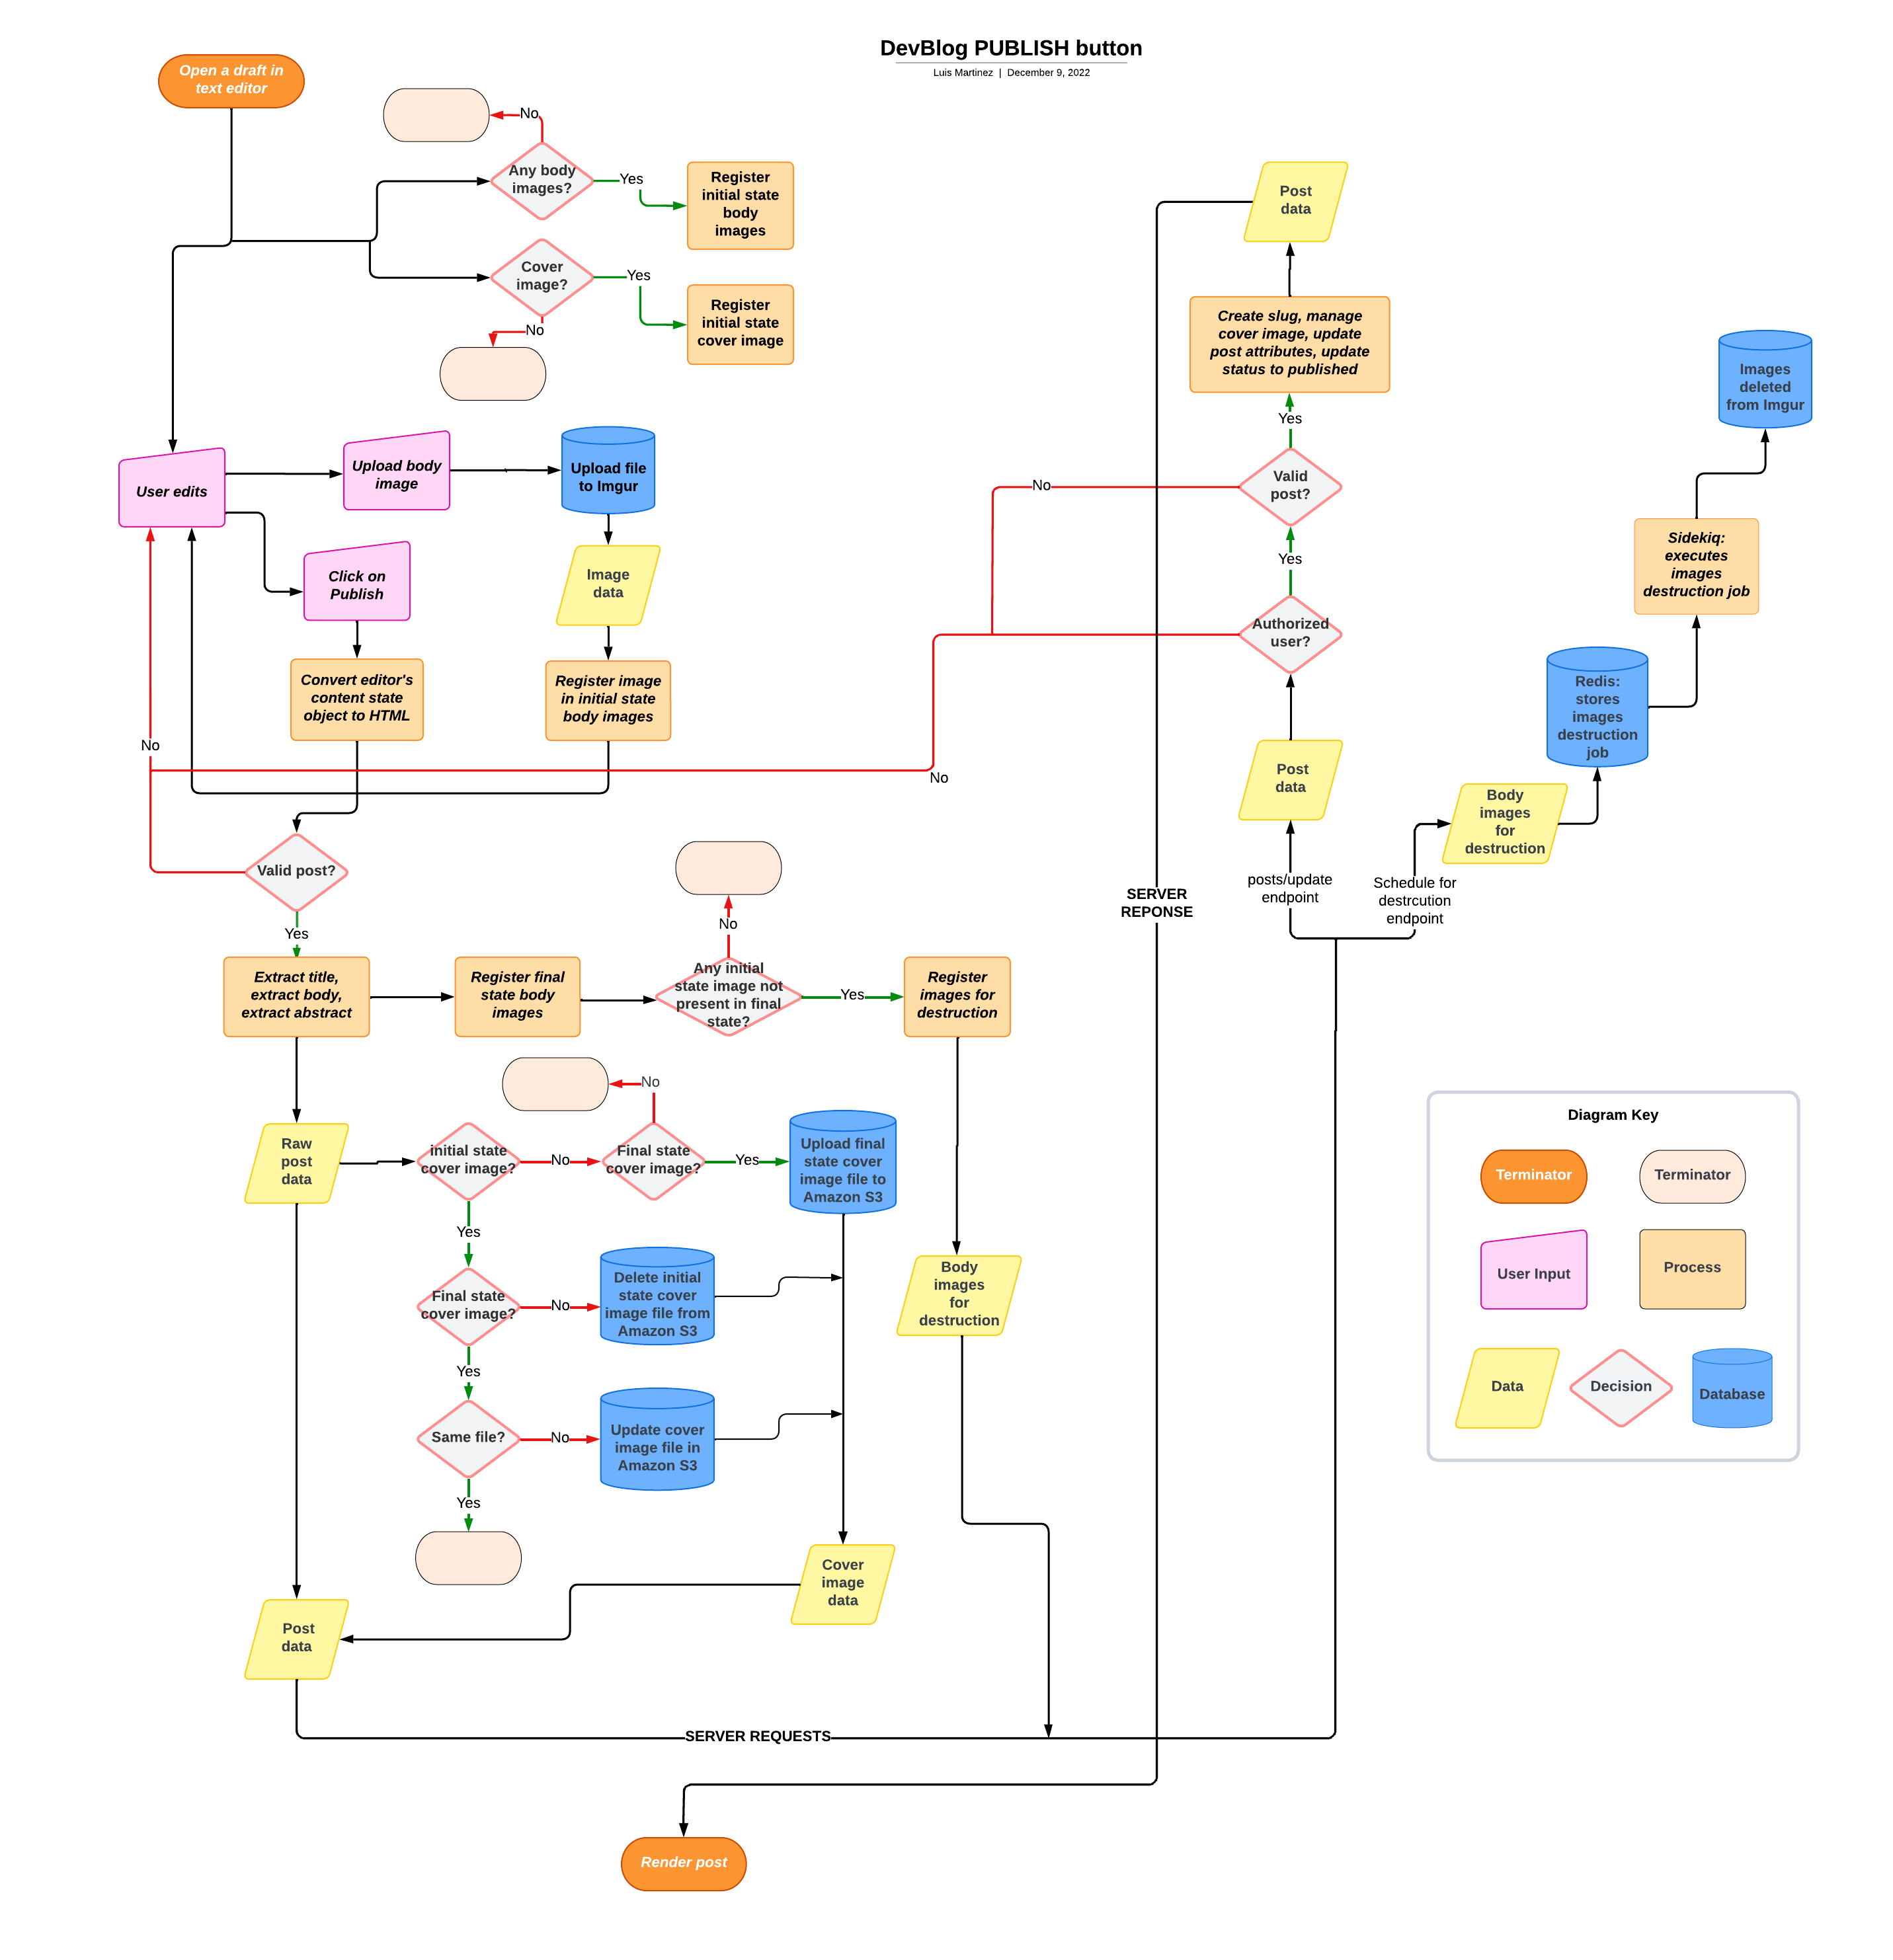 DevBlog PUBLISH button
Luis Martinez | December 9, 2022
Open a draft in
text editor
No
Any body
images?
Yes
Register
initial state
body
images
Cover
image?
Yes
Register
initial state
cover image
No
User edits
Upload body
image
Upload file
to Imgur
Image
data
Click on
Publish
Convert editor's
content state
object to HTML
Register image
in initial state
body images
No
No
Valid post?
Yes
Extract title,
extract body,
extract abstract
Register final
state body
images
No
Any initial
state image not
present in final
state?
Yes
Register
images for
destruction
Raw
post
data
initial state
cover image?
No
No
Final state
cover image?
Yes
Upload final
state cover
image file to
Amazon S3
Yes
Final state
cover image?
No
Delete initial
state cover
image file from
Amazon S3
Yes
Same file?
No
Update cover
image file in
Amazon S3
Yes
Body
images
for
destruction
Cover
image
data
Post
data
SERVER REQUESTS
Render post
SERVER
REPONSE
Post
data
Create slug, manage
cover image, update
post attributes, update
status to published
Yes
Valid
post?
No
Yes
Authorized
user?
Post
data
posts/update
endpoint
Schedule for
destrcution
endpoint
Body
images
for
destruction
Redis:
stores
images
destruction
job
Sidekiq:
executes
images
destruction job
Images
deleted
from Imgur
Diagram Key
Terminator
Terminator
User Input
Process
Data
Decision
Database